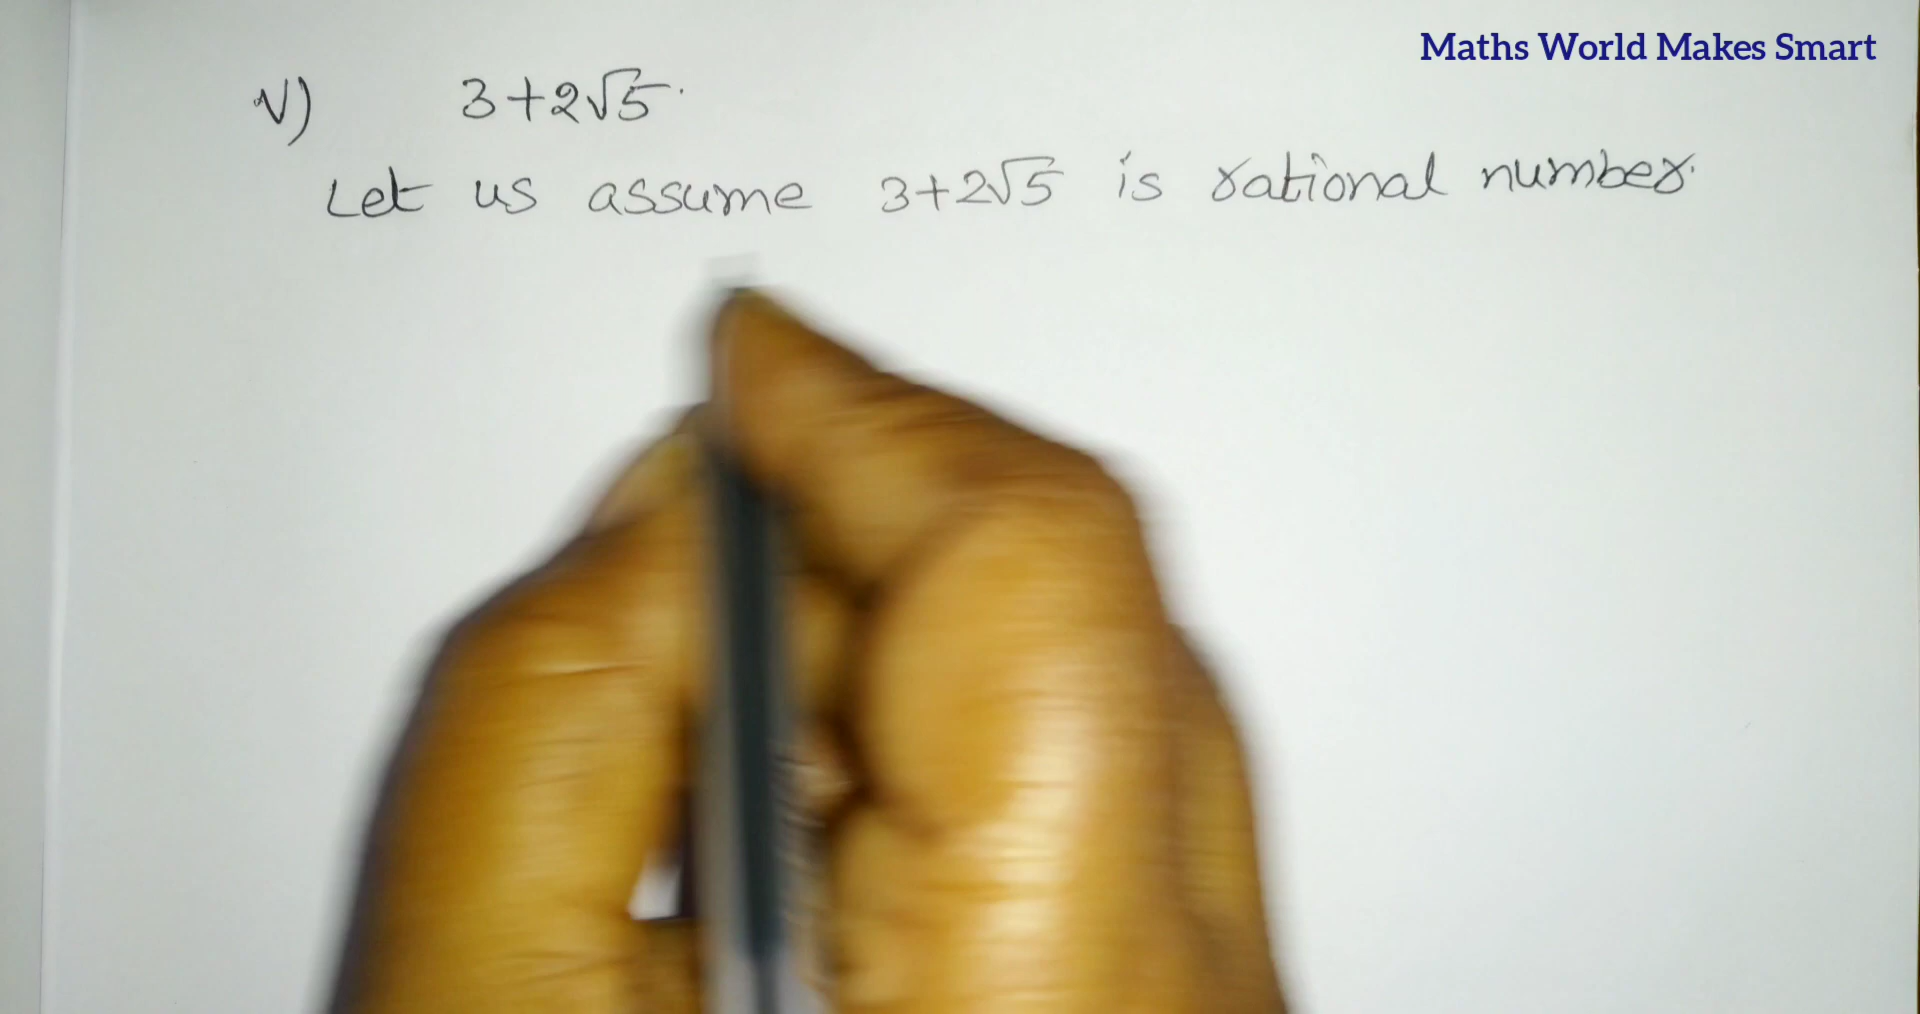 Maths World Makes Smart
V) 3+2√5.
Let us assume 3+2√5 is rational number.